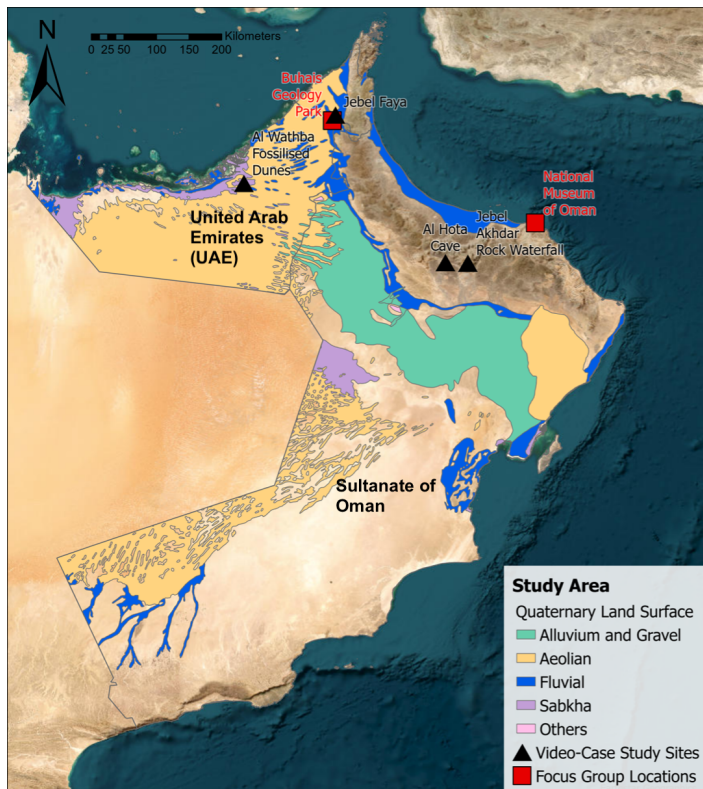 N
0 25 50 100 150 200
Kilometers
Buhais
Geology
Park
Jebel Faya
Al Wathba
Fossilised
Dunes
United Arab
Emirates
(UAE)
National
Museum
of Oman
Al Hota
Cave
Jebel
Akhdar
Rock Waterfall
Sultanate of
Oman
Study Area
Quaternary Land Surface
Alluvium and Gravel
Aeolian
Fluvial
Sabkha
Others
Video-Case Study Sites
Focus Group Locations